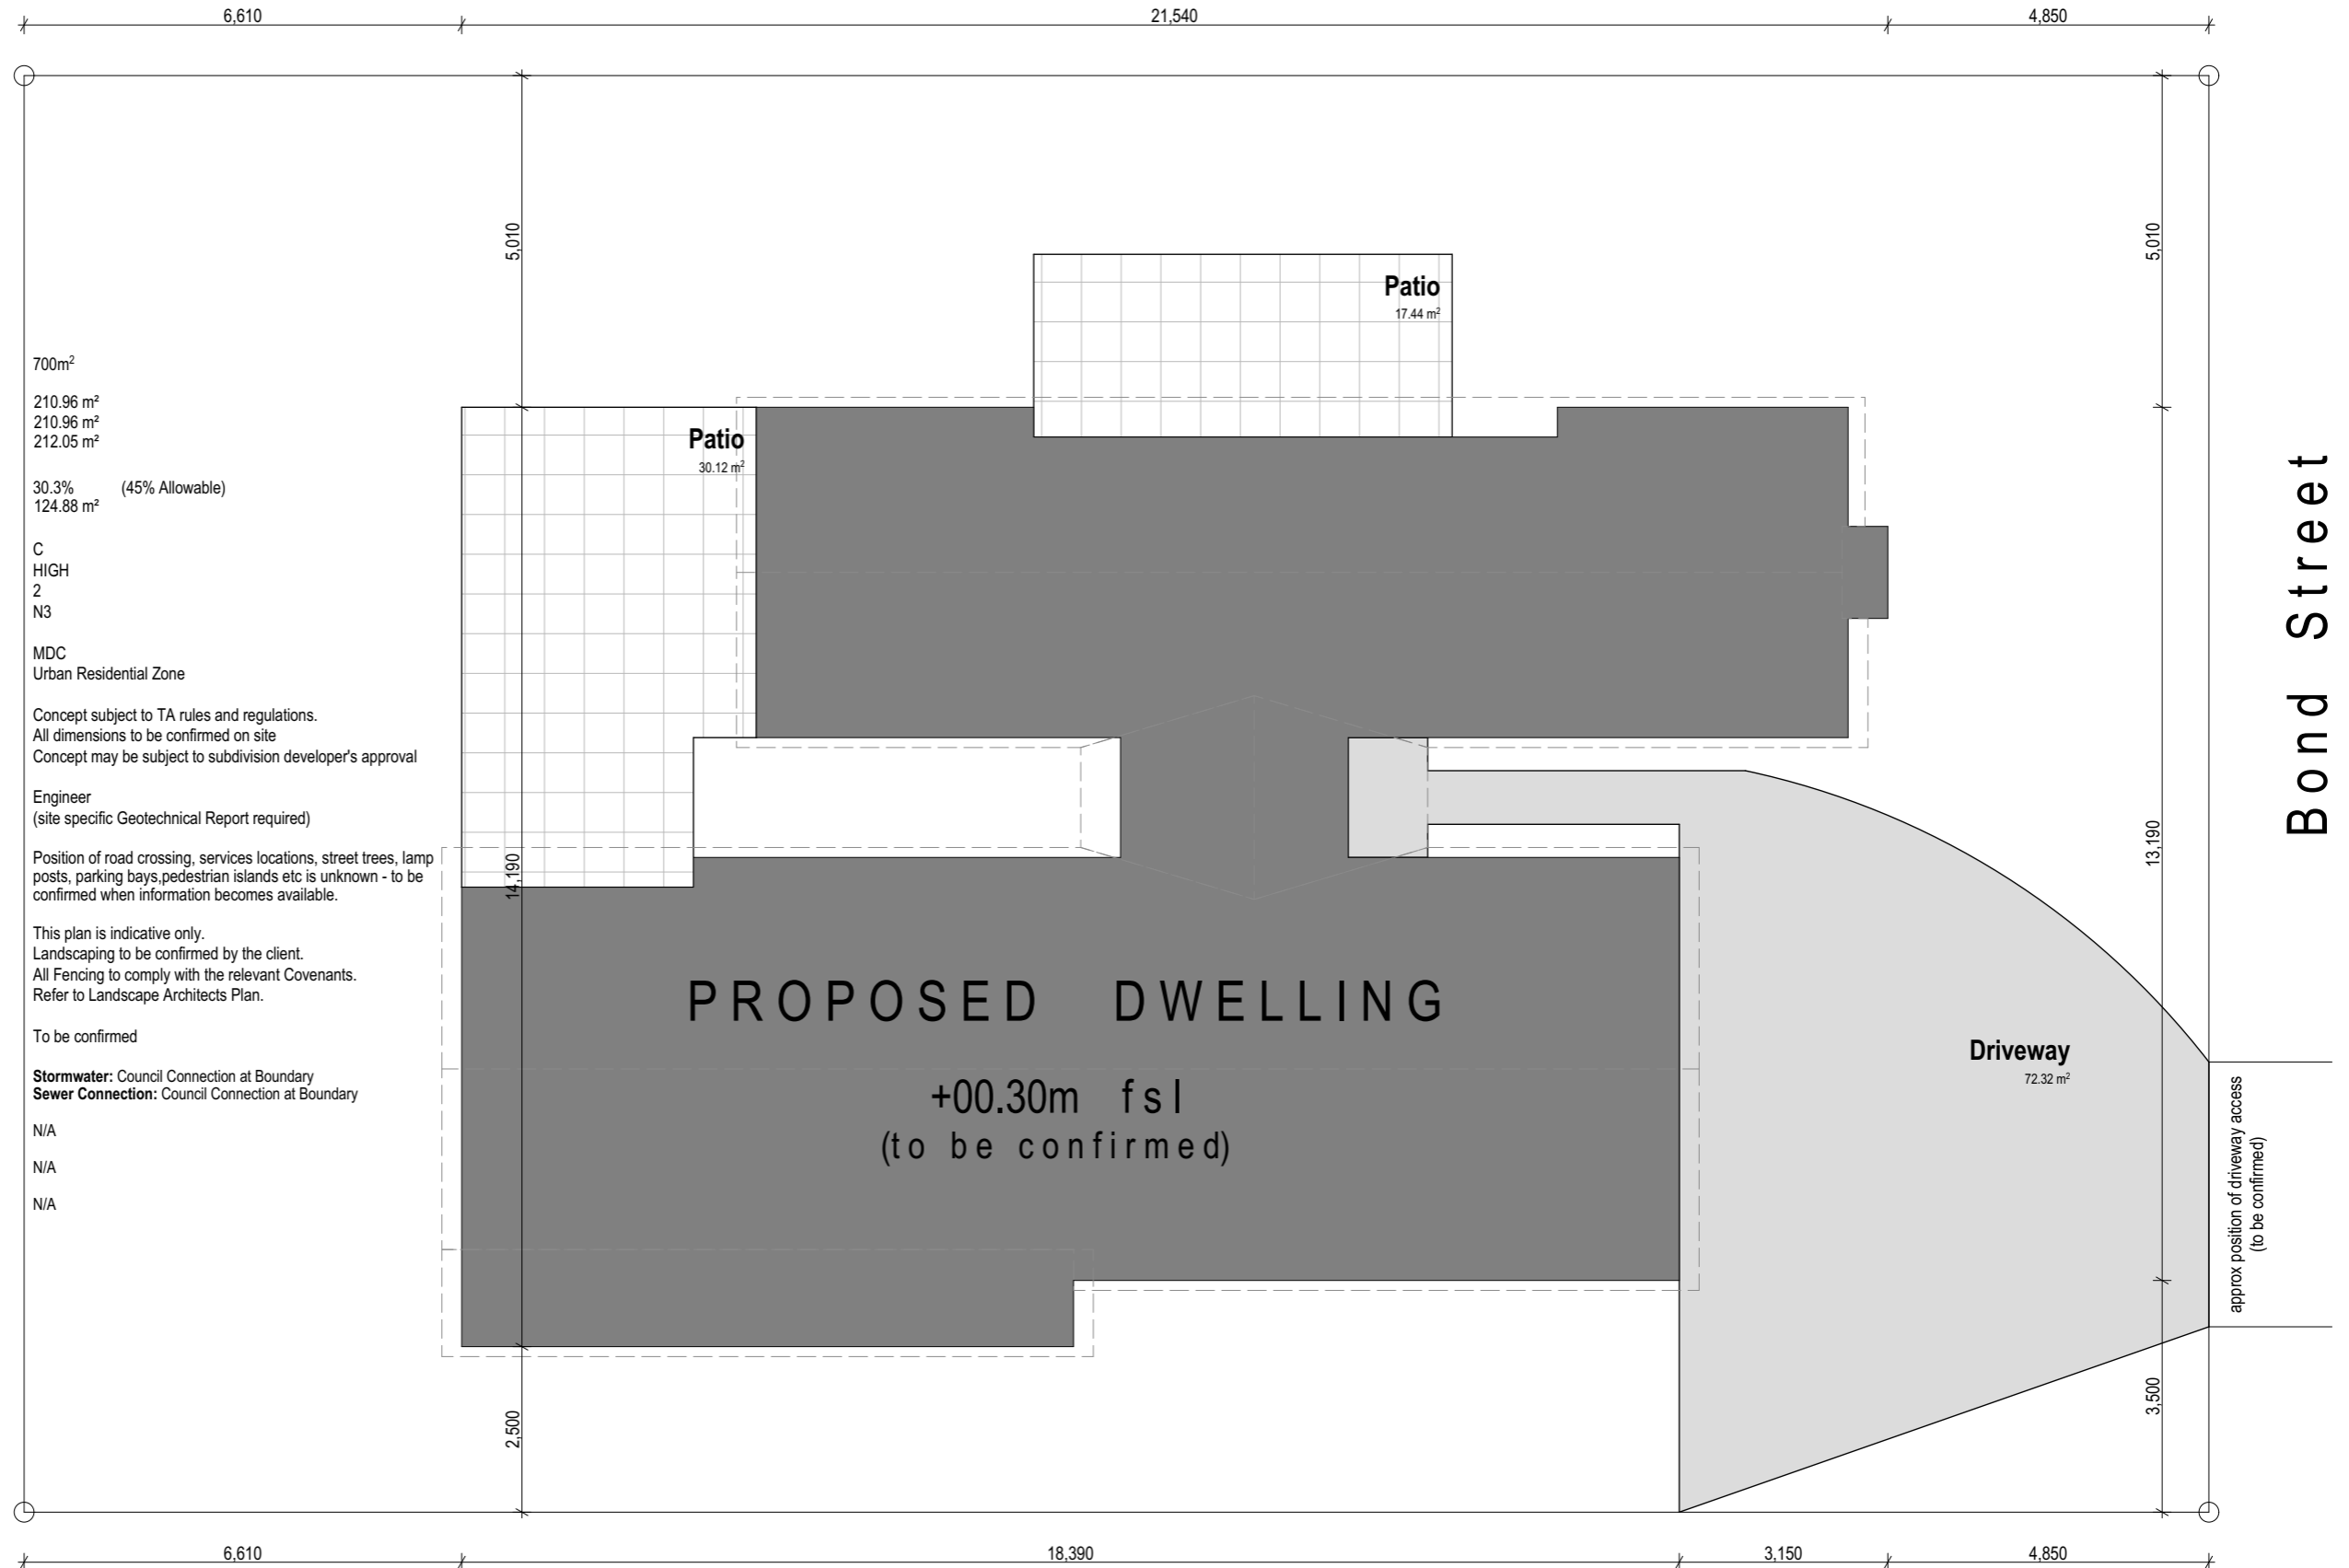 6,610
21,540
4,850
5,010
5,010
Patio
17.44 m²
700m²
210.96 m²
210.96 m²
212.05 m²
Patio
30.12 m²
30.3% (45% Allowable)
124.88 m²
C
HIGH
2
N3
MDC
Urban Residential Zone
Concept subject to TA rules and regulations.
All dimensions to be confirmed on site
Concept may be subject to subdivision developer's approval
Engineer
(site specific Geotechnical Report required)
Position of road crossing, services locations, street trees, lamp
posts, parking bays,pedestrian islands etc is unknown - to be
confirmed when information becomes available.
This plan is indicative only.
Landscaping to be confirmed by the client.
All Fencing to comply with the relevant Covenants.
Refer to Landscape Architects Plan.
To be confirmed
Stormwater: Council Connection at Boundary
Sewer Connection: Council Connection at Boundary
N/A
N/A
N/A
14,190
13,190
Bond Street
PROPOSED DWELLING
+00.30m fsl
(to be confirmed)
Driveway
72.32 m²
approx position of driveway access
(to be confirmed)
2,500
3,500
6,610
18,390
3,150
4,850